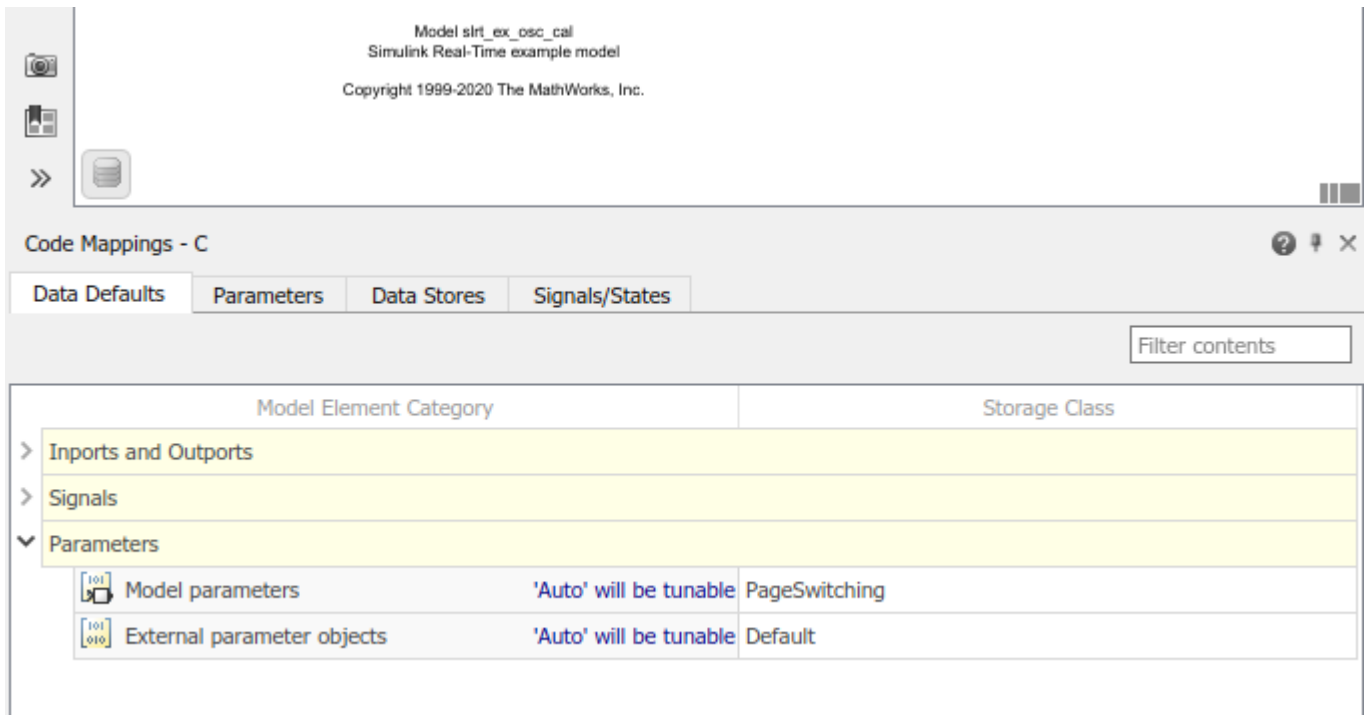 Model slrt_ex_osc_cal
Simulink Real-Time example model
Copyright 1999-2020 The MathWorks, Inc.
Code Mappings - C
Data Defaults Parameters Data Stores Signals/States
Filter contents
Model Element Category Storage Class
Inports and Outports
Signals
Parameters
Model parameters 'Auto' will be tunable PageSwitching
External parameter objects 'Auto' will be tunable Default